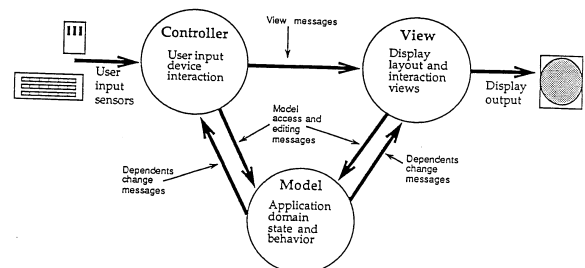 View messages
Controller
User input
device
interaction
View
Display
layout and
interaction
views
User
input
sensors
Display
output
Model
access and
editing
messages
Dependents
change
messages
Dependents
change
messages
Model
Application
domain
state and
behavior